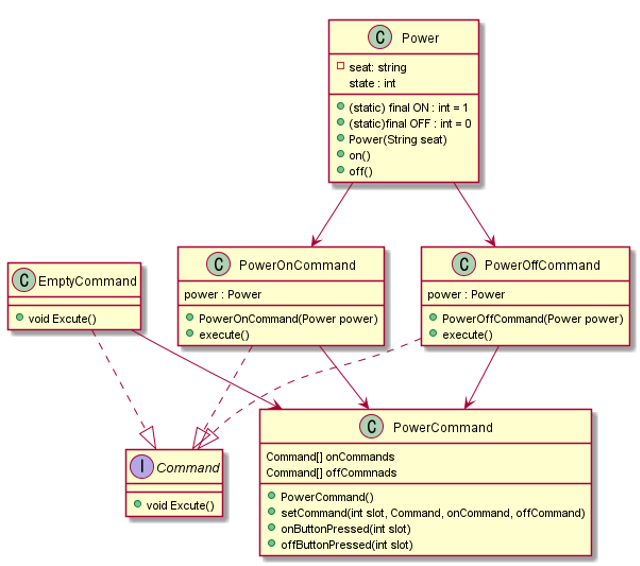 C Power
seat: string
state : int
(static) final ON : int = 1
(static)final OFF : int = 0
Power(String seat)
on()
off()
C EmptyCommand
void Excute()
C PowerOnCommand
power : Power
PowerOnCommand(Power power)
execute()
C PowerOffCommand
power : Power
PowerOffCommand(Power power)
execute()
I Command
void Excute()
C PowerCommand
Command[] onCommands
Command[] offCommnads
PowerCommand()
setCommand(int slot, Command, onCommand, offCommand)
onButtonPressed(int slot)
offButtonPressed(int slot)